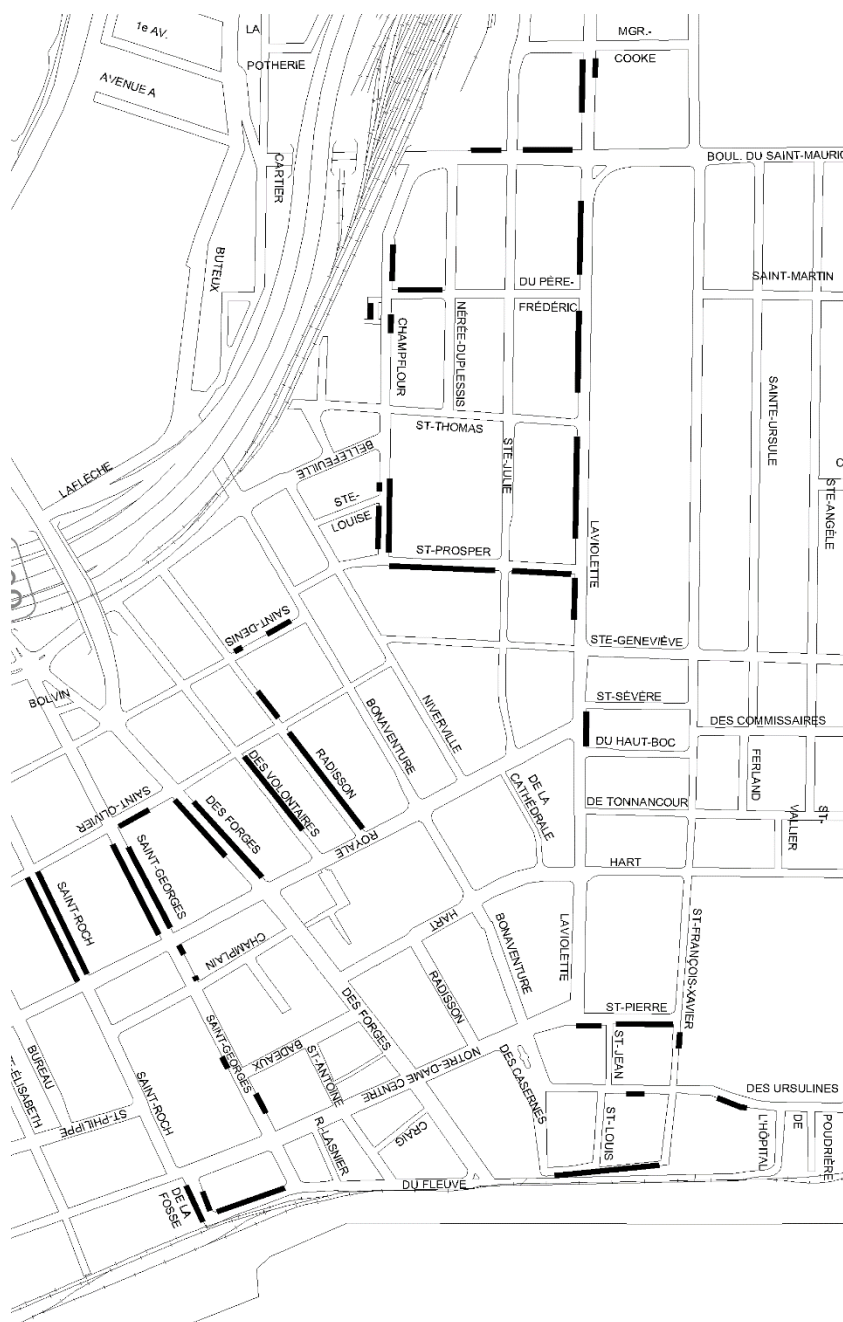 1e AV.
LA
POTHERIE
MGR.-
COOKE
AVENUE A
CARTIER
BOUL. DU SAINT-MAURIC
BUTEUX
DU PÈRE-
FRÉDÉRIC
SAINT-MARTIN
CHAMPFLOUR
NÉRÉE-DUPLESSIS
SAINTE-URSULE
ST-THOMAS
STE-JULIE
BELLEFEUILLE
LAFLÈCHE
C
STE-ANGÈLE
STE-
LOUISE
LAVIOLETTE
ST-PROSPER
SAINT-DENIS
STE-GENEVIÈVE
BOLVIN
NIVERVILLE
BONAVENTURE
ST-SÉVÈRE
DES COMMISSAIRES
DU HAUT-BOC
RADISSON
DES VOLONTAIRES
DE LA
CATHÉDRALE
FERLAND
DE TONNANCOUR
VALLIER
ST-
SAINT-OLIVIER
DES FORGES
ROYALE
HART
SAINT-GEORGES
SAINT-ROCH
CHAMPLAIN
HART
BONAVENTURE
LAVIOLETTE
ST-FRANÇOIS-XAVIER
RADISSON
DES FORGES
ST-PIERRE
ST-JEAN
SAINT-GEORGES
BADEAUX
ST-ANTOINE
NOTRE-DAME CENTRE
DES CASERNES
BUREAU
T-ÉLISABETH
SAINT-ROCH
ST-PHILIPPE
DES URSULINES
R.-LASNIER
CRAIG
ST-LOUIS
L'HÔPITAL
DE
POUDRIÈRE
DU FLEUVE
DE LA
FOSSE